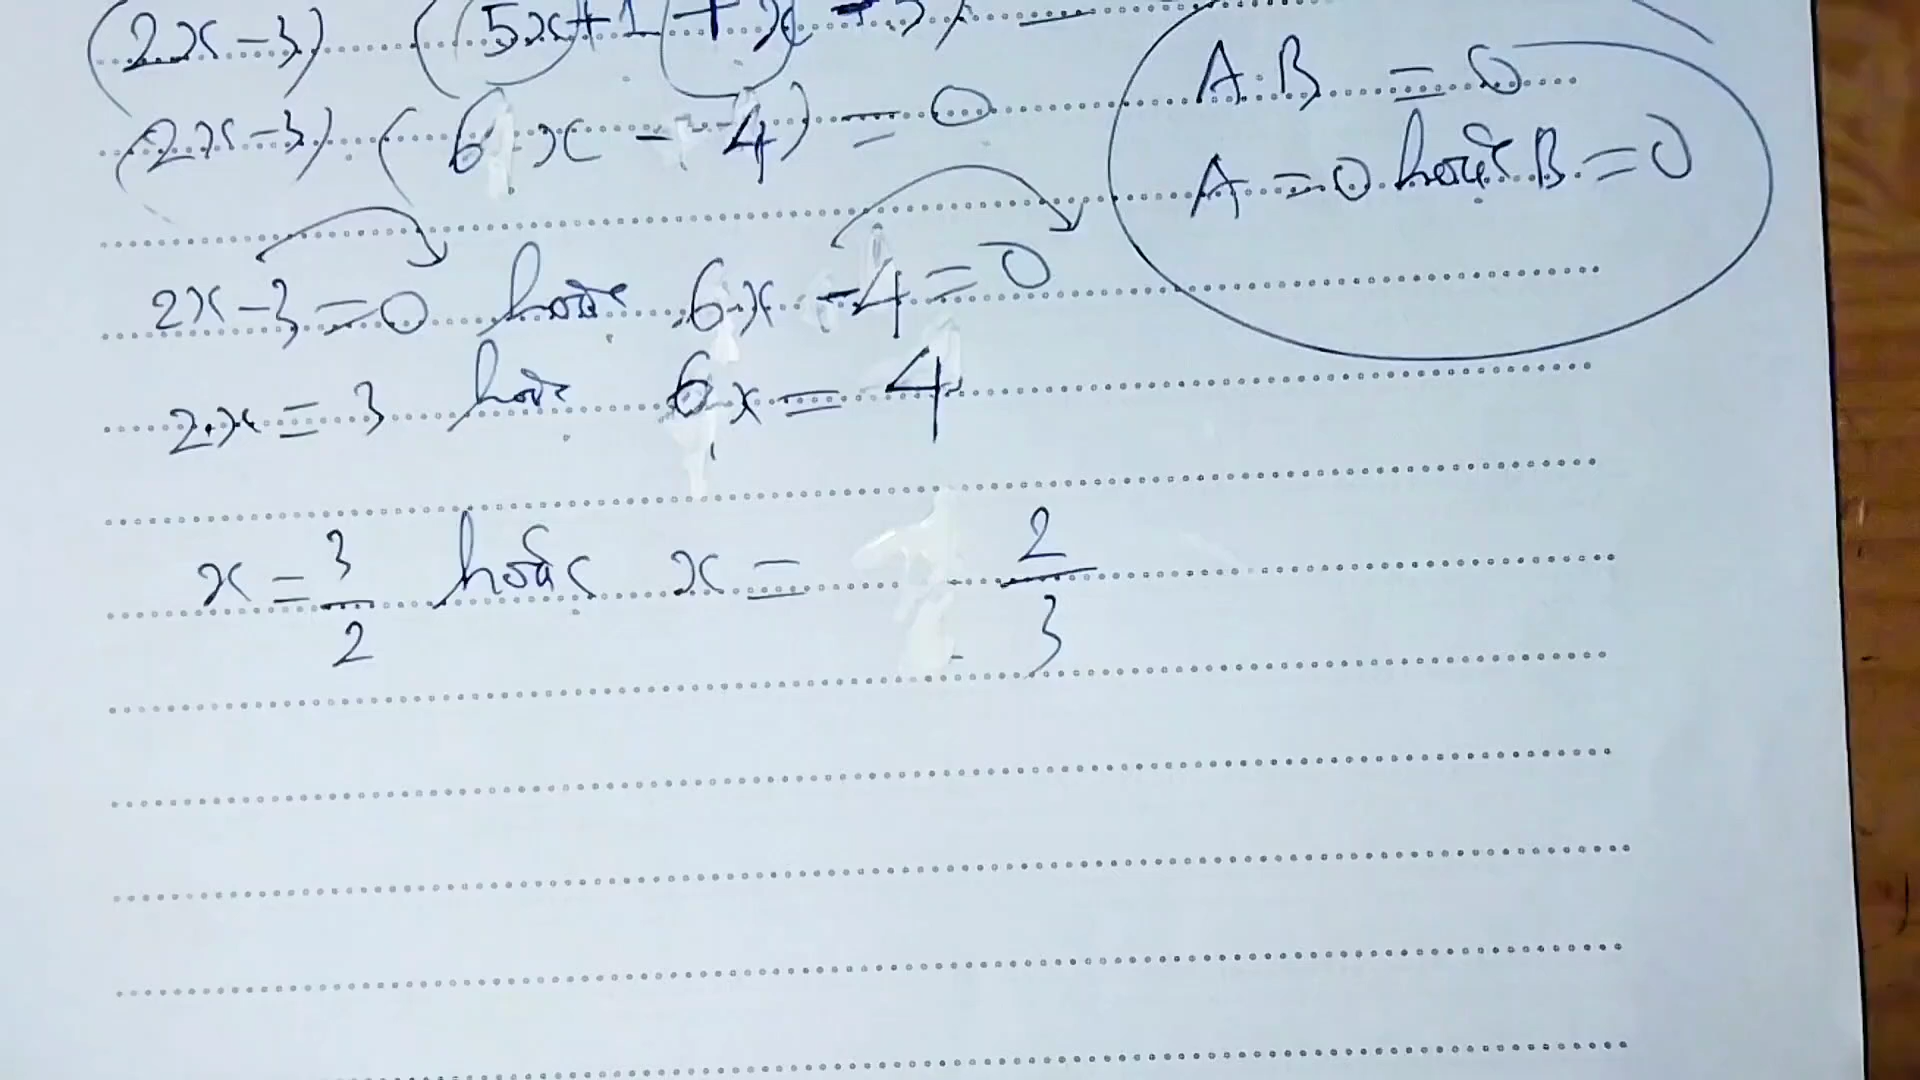 (2x-3) (5x+1+x-5) =
(2x-3).(6x-4) = 0
2x-3=0 hoặc 6x-4=0
2x=3 hoặc 6x=4
x = 3/2 hoặc x = 2/3
A.B = 0
A=0 hoặc B=0